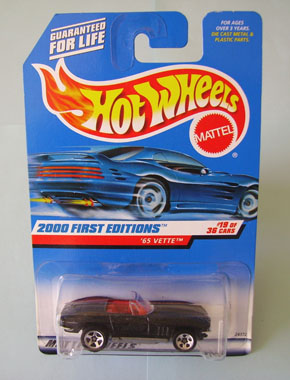 GUARANTEED
FOR LIFE
FOR AGES
OVER 3 YEARS.
DIE CAST METAL &
PLASTIC PARTS.
HOT WHEELS
MATTEL
2000 FIRST EDITIONS™
'65 VETTE™
#19 OF
36 CARS